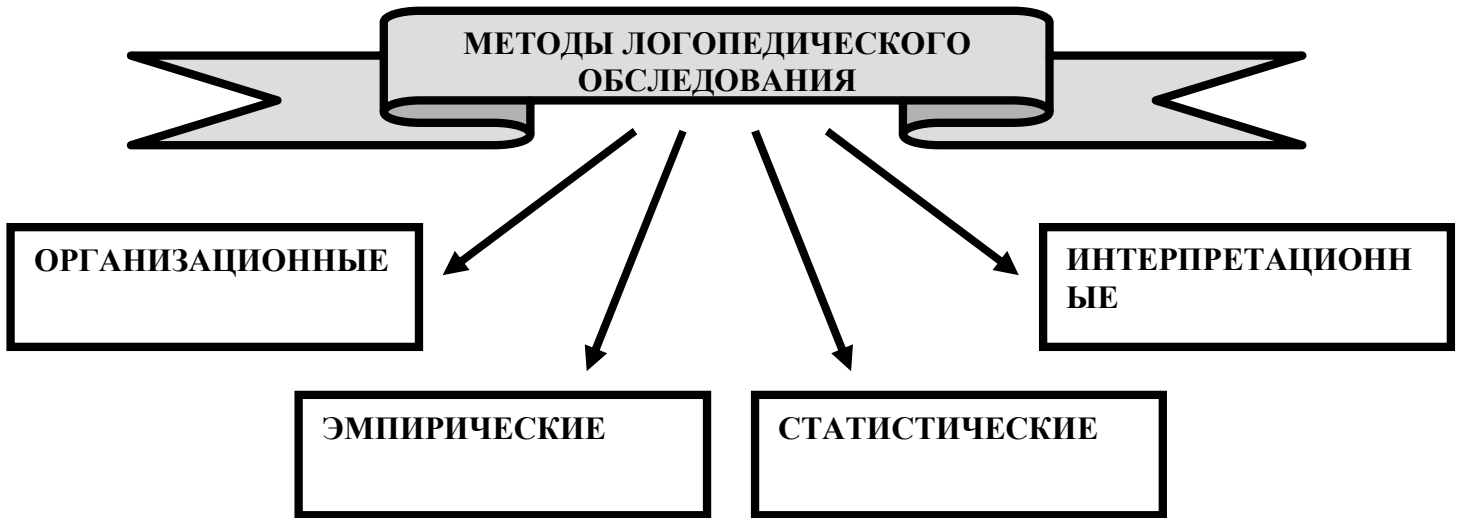 МЕТОДЫ ЛОГОПЕДИЧЕСКОГО
ОБСЛЕДОВАНИЯ
ОРГАНИЗАЦИОННЫЕ
ИНТЕРПРЕТАЦИОНН
ЫЕ
ЭМПИРИЧЕСКИЕ
СТАТИСТИЧЕСКИЕ